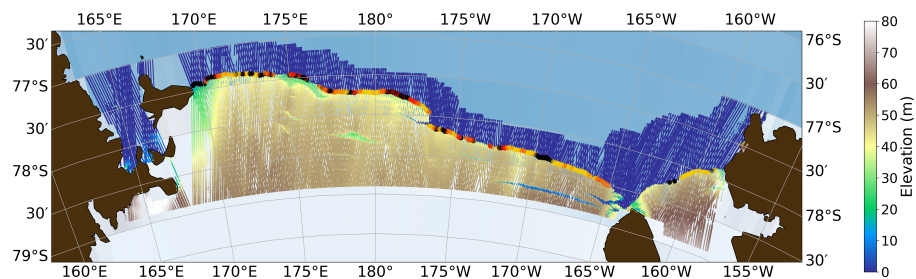 165°E 170°E 175°E 180° 175°W 170°W 165°W 160°W
30′ 76°S
77°S 30′
30′ 77°S
78°S 30′
30′ 78°S
79°S 30′
160°E 165°E 170°E 175°E 180° 175°W 170°W 165°W 160°W 155°W
80
70
60
50
40
30
20
10
0
Elevation (m)